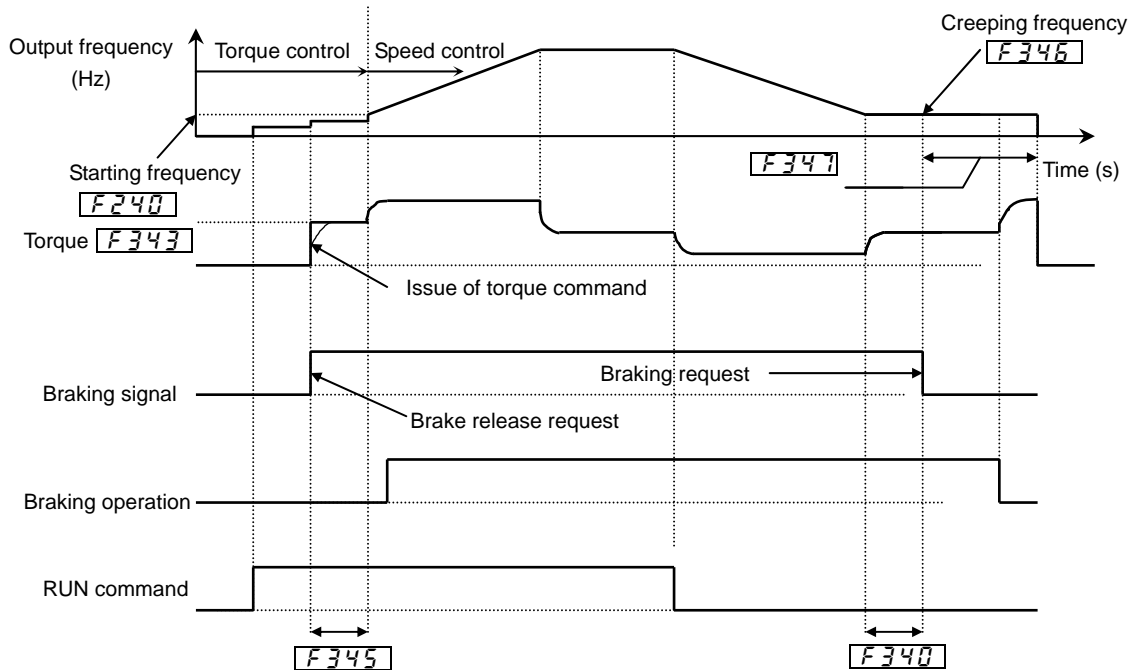 Creeping frequency
F346
Output frequency
(Hz)
Torque control
Speed control
F347
Time (s)
Starting frequency
F240
Torque F343
Issue of torque command
Braking request
Braking signal
Brake release request
Braking operation
RUN command
F345
F340